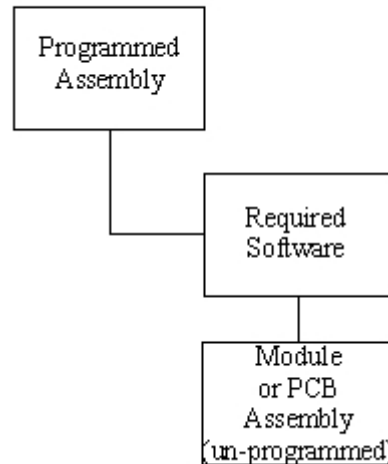 Programmed
Assembly
Required
Software
Module
or PCB
Assembly
(un-programmed)